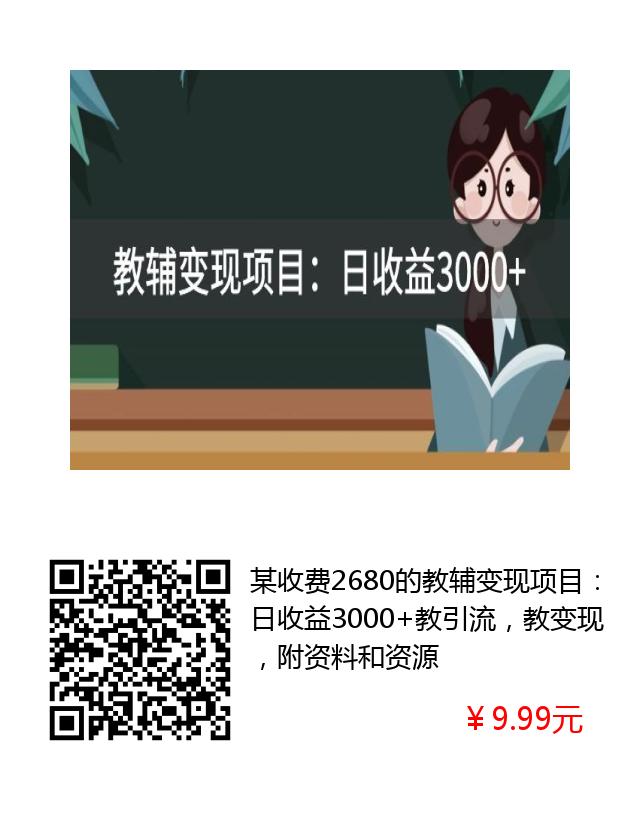 教辅变现项目：日收益3000+
某收费2680的教辅变现项目：
日收益3000+教引流，教变现
，附资料和资源
￥9.99元